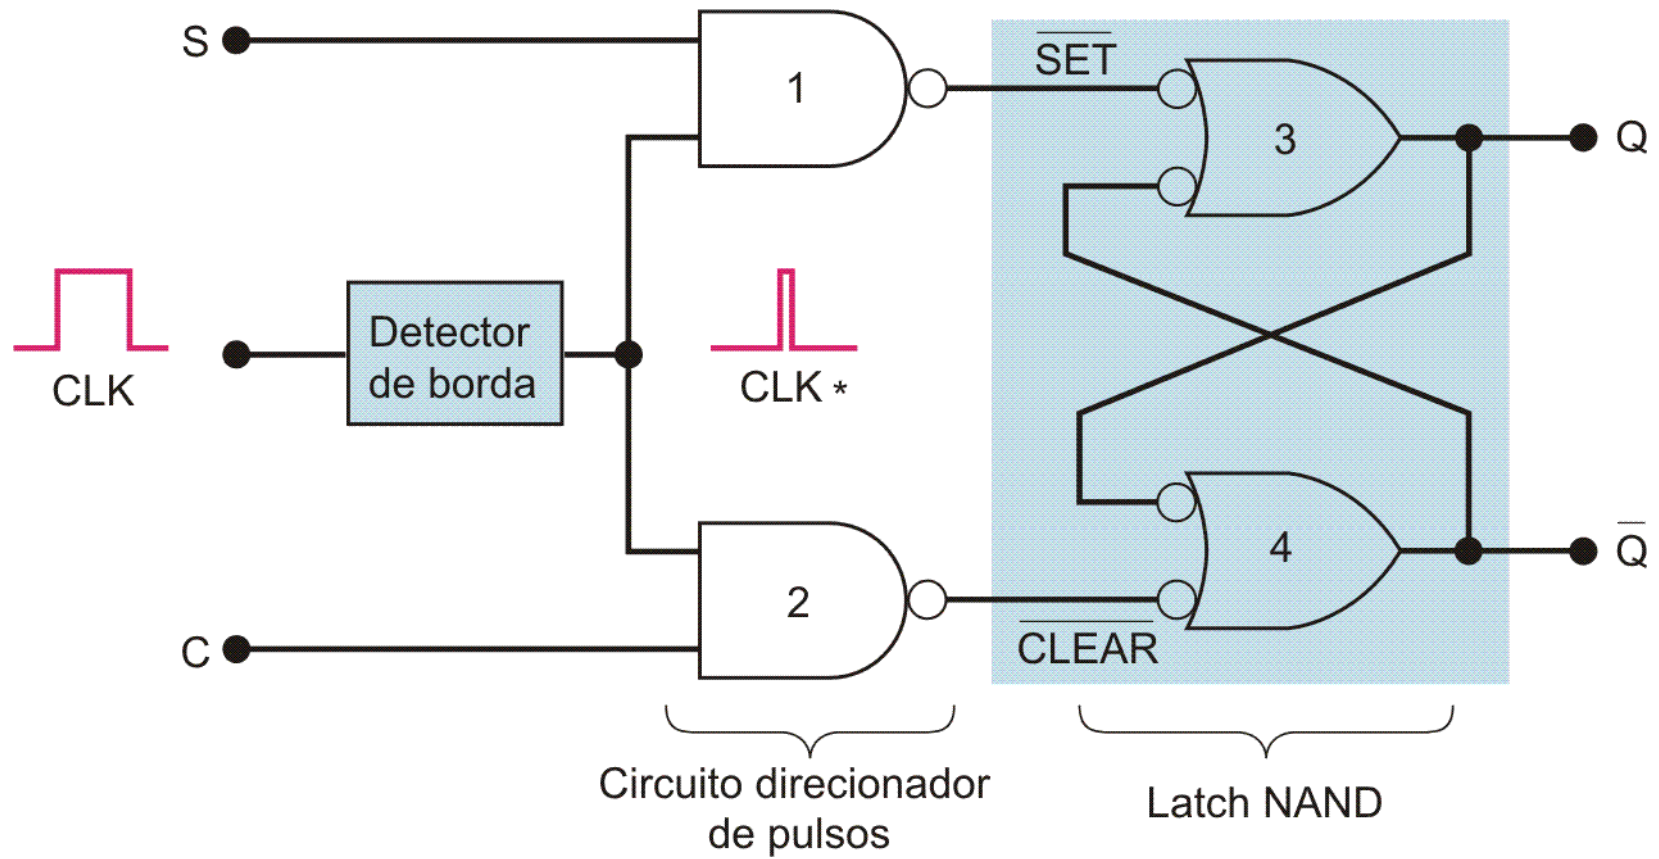 S
1
SET
3
Q
Detector
de borda
CLK
CLK *
4
Q
2
C
CLEAR
Circuito direcionador
de pulsos
Latch NAND